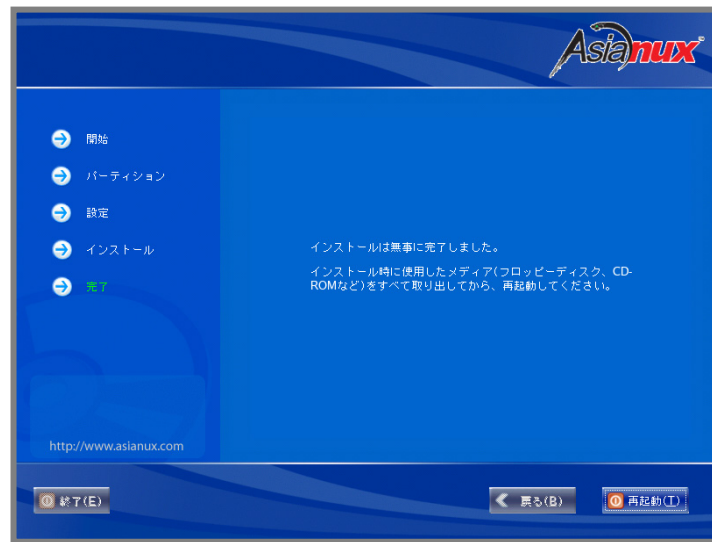 Asianux
開始
パーティション
設定
インストール
完了
インストールは無事に完了しました。
インストール時に使用したメディア(フロッピーディスク、CD-
ROMなど)をすべて取り出してから、再起動してください。
http://www.asianux.com
終了(E)
戻る(B)
再起動(T)